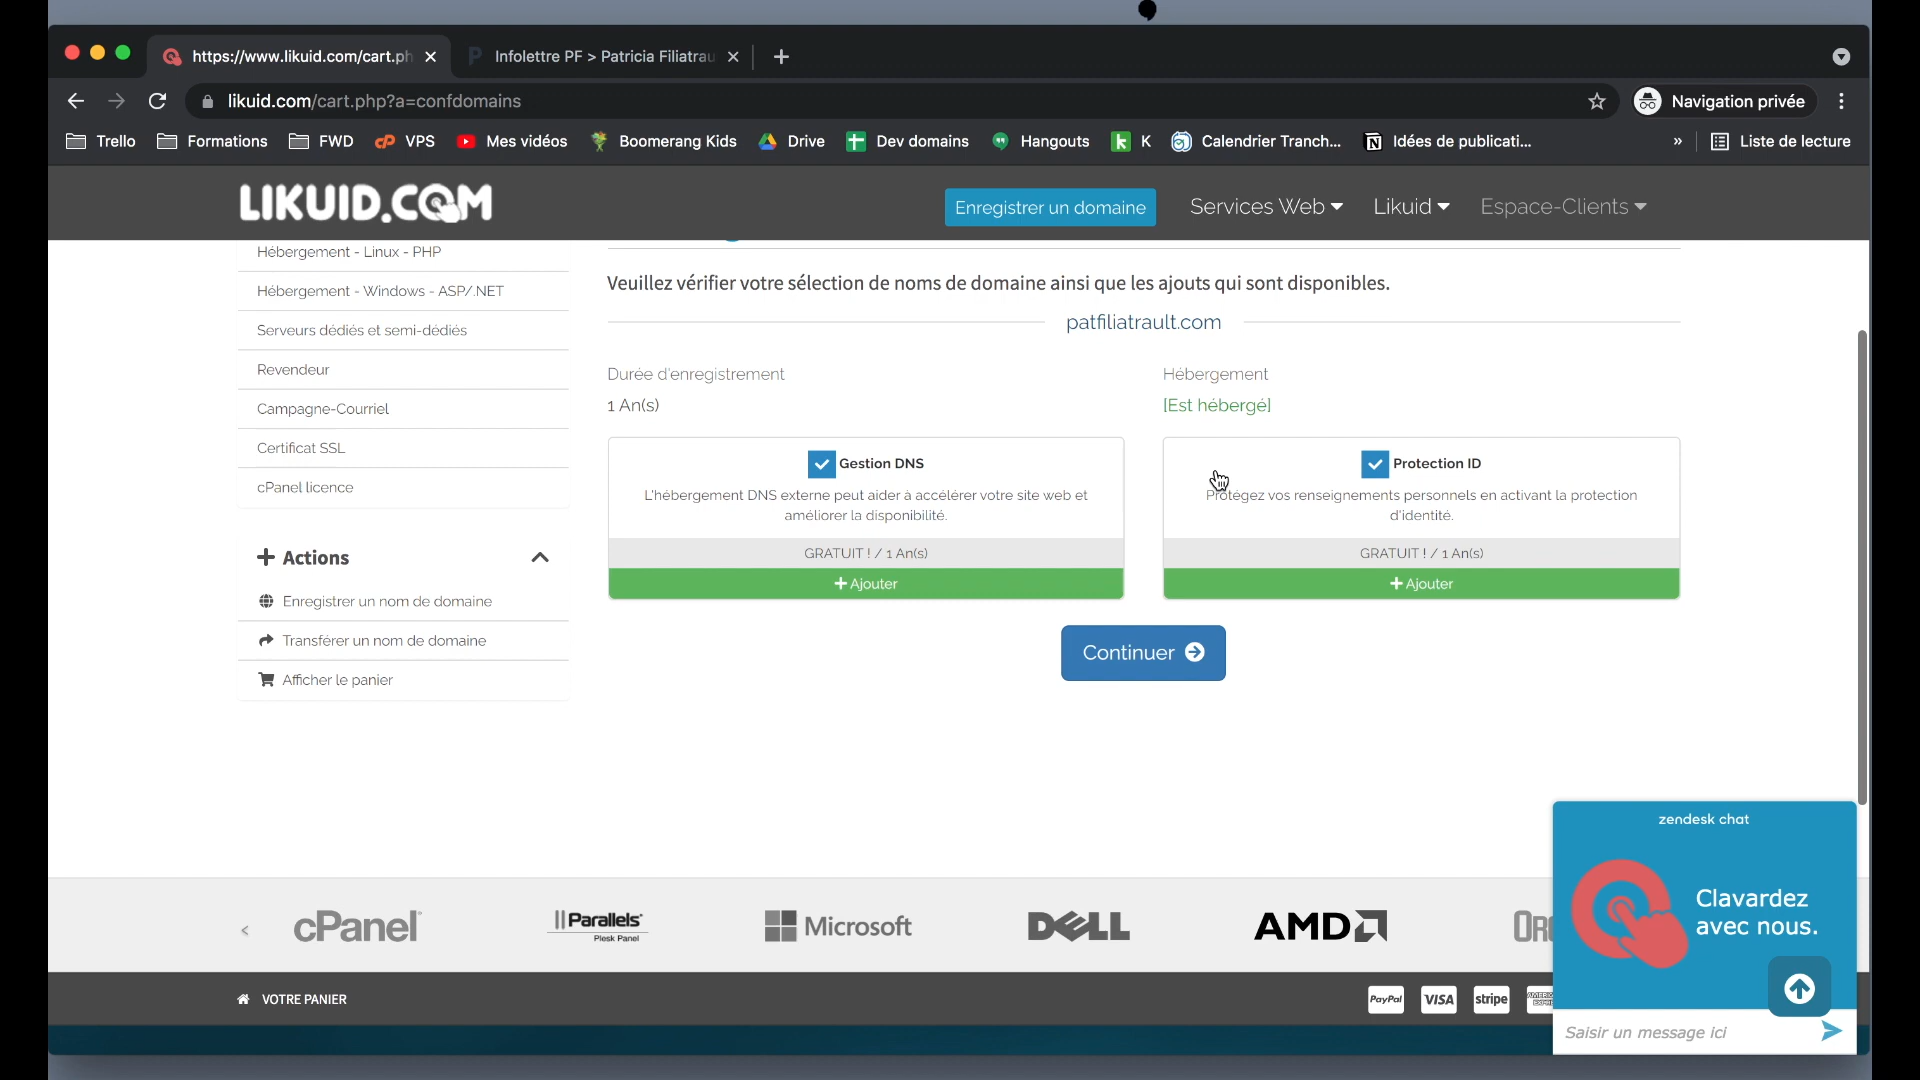 https://www.likuid.com/cart.ph
Infolettre PF > Patricia Filiatrau
likuid.com/cart.php?a=confdomains
Navigation privée
Trello
Formations
FWD
VPS
Mes vidéos
Boomerang Kids
Drive
Dev domains
Hangouts
K
Calendrier Tranch...
Idées de publicati...
»
Liste de lecture
LIKUID.COM
Enregistrer un domaine
Services Web
Likuid
Espace-Clients
Hébergement - Linux - PHP
Hébergement - Windows - ASP/.NET
Serveurs dédiés et semi-dédiés
Revendeur
Campagne-Courriel
Certificat SSL
cPanel licence
Actions
Enregistrer un nom de domaine
Transférer un nom de domaine
Afficher le panier
Veuillez vérifier votre sélection de noms de domaine ainsi que les ajouts qui sont disponibles.
patfiliatrault.com
Durée d'enregistrement
1 An(s)
Hébergement
[Est hébergé]
Gestion DNS
L'hébergement DNS externe peut aider à accélérer votre site web et
améliorer la disponibilité.
GRATUIT ! / 1 An(s)
+ Ajouter
Protection ID
Protégez vos renseignements personnels en activant la protection
d'identité.
GRATUIT ! / 1 An(s)
+ Ajouter
Continuer
cPanel
Parallels
Plesk Panel
Microsoft
DELL
AMD
VOTRE PANIER
PayPal
VISA
stripe
zendesk chat
Clavardez
avec nous.
Saisir un message ici